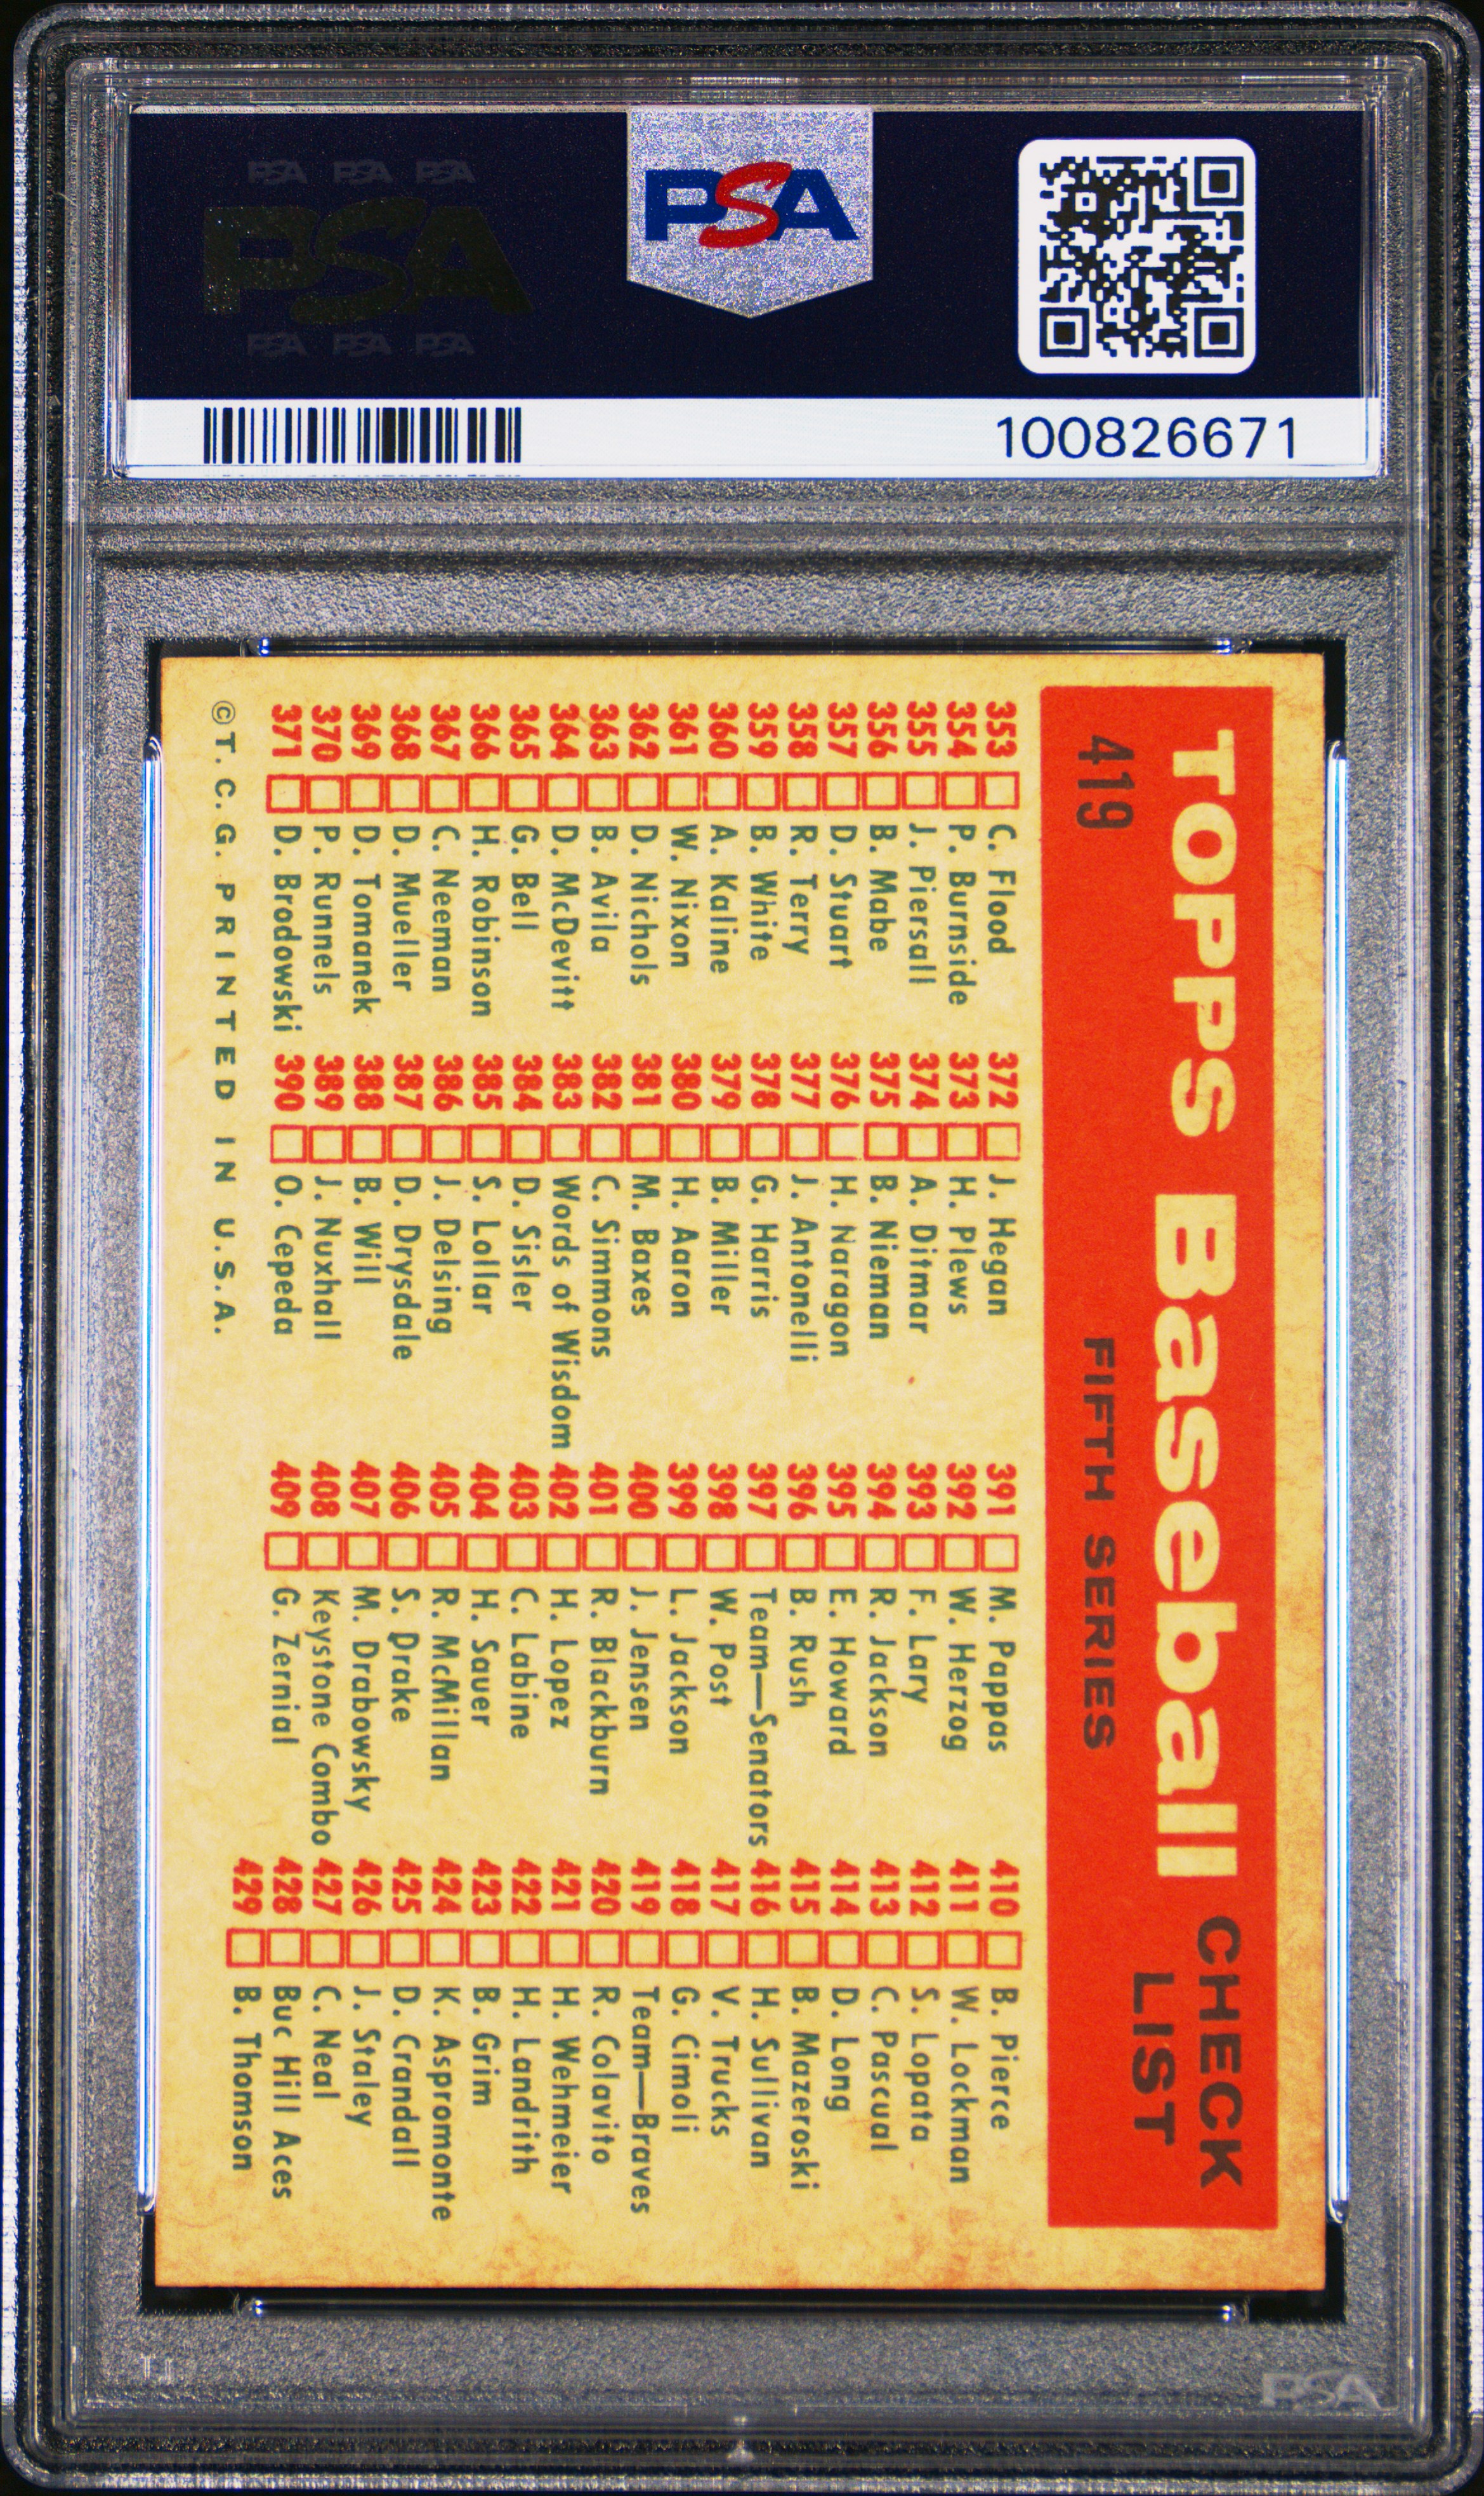 PSA PSA PSA
PSA
PSA PSA PSA
PSA
100826671
TOPPS Baseball CHECK LIST
419 FIFTH SERIES
353 C. Flood
354 P. Burnside
355 J. Piersall
356 B. Mabe
357 D. Stuart
358 R. Terry
359 B. White
360 A. Kaline
361 W. Nixon
362 D. Nichols
363 B. Avila
364 D. McDevitt
365 G. Bell
366 H. Robinson
367 C. Neeman
368 D. Mueller
369 D. Tomanek
370 P. Runnels
371 D. Brodowski
372 J. Hegan
373 H. Plews
374 A. Ditmar
375 B. Nieman
376 H. Naragon
377 J. Antonelli
378 G. Harris
379 B. Miller
380 H. Aaron
381 M. Baxes
382 C. Simmons
383 Words of Wisdom
384 D. Sisler
385 S. Lollar
386 J. Delsing
387 D. Drysdale
388 B. Will
389 J. Nuxhall
390 O. Cepeda
391 M. Pappas
392 W. Herzog
393 F. Lary
394 R. Jackson
395 E. Howard
396 B. Rush
397 Team—Senators
398 W. Post
399 L. Jackson
400 J. Jensen
401 R. Blackburn
402 H. Lopez
403 C. Labine
404 H. Sauer
405 R. McMillan
406 S. Drake
407 M. Drabowsky
408 Keystone Combo
409 G. Zernial
410 B. Pierce
411 W. Lockman
412 S. Lopata
413 C. Pascual
414 D. Long
415 B. Mazeroski
416 H. Sullivan
417 V. Trucks
418 G. Cimoli
419 Team—Braves
420 R. Colavito
421 H. Wehmeier
422 H. Landrith
423 B. Grim
424 K. Aspromonte
425 D. Crandall
426 J. Staley
427 C. Neal
428 Buc Hill Aces
429 B. Thomson
©T. C. G. PRINTED IN U.S.A.
PSA